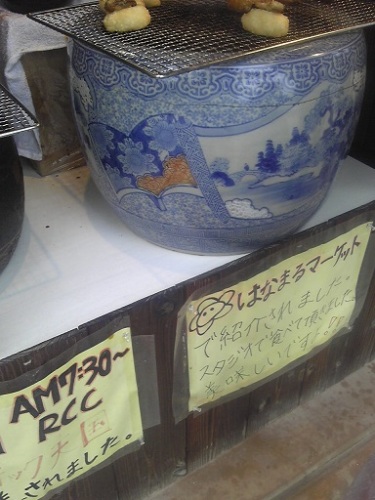 AM7:30~
RCC
されました。
はなまるマーケット
で紹介されました。
スタジオで食べて頂きました
美味しいですョ!!